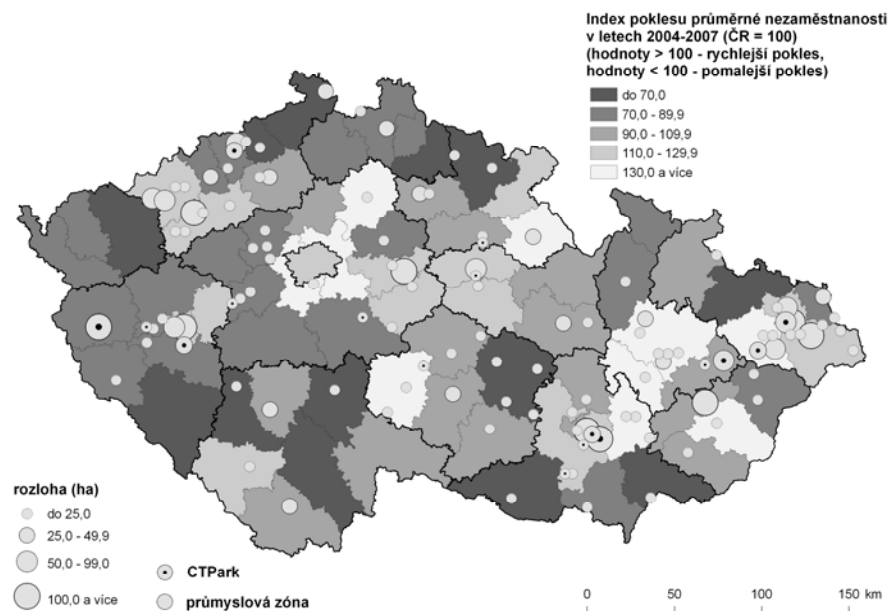 Index poklesu průměrné nezaměstnanosti
v letech 2004-2007 (ČR = 100)
(hodnoty > 100 - rychlejší pokles,
hodnoty < 100 - pomalejší pokles)
do 70,0
70,0 - 89,9
90,0 - 109,9
110,0 - 129,9
130,0 a více
rozloha (ha)
do 25,0
25,0 - 49,9
50,0 - 99,0
100,0 a více
CTPark
průmyslová zóna
0 50 100 150 km